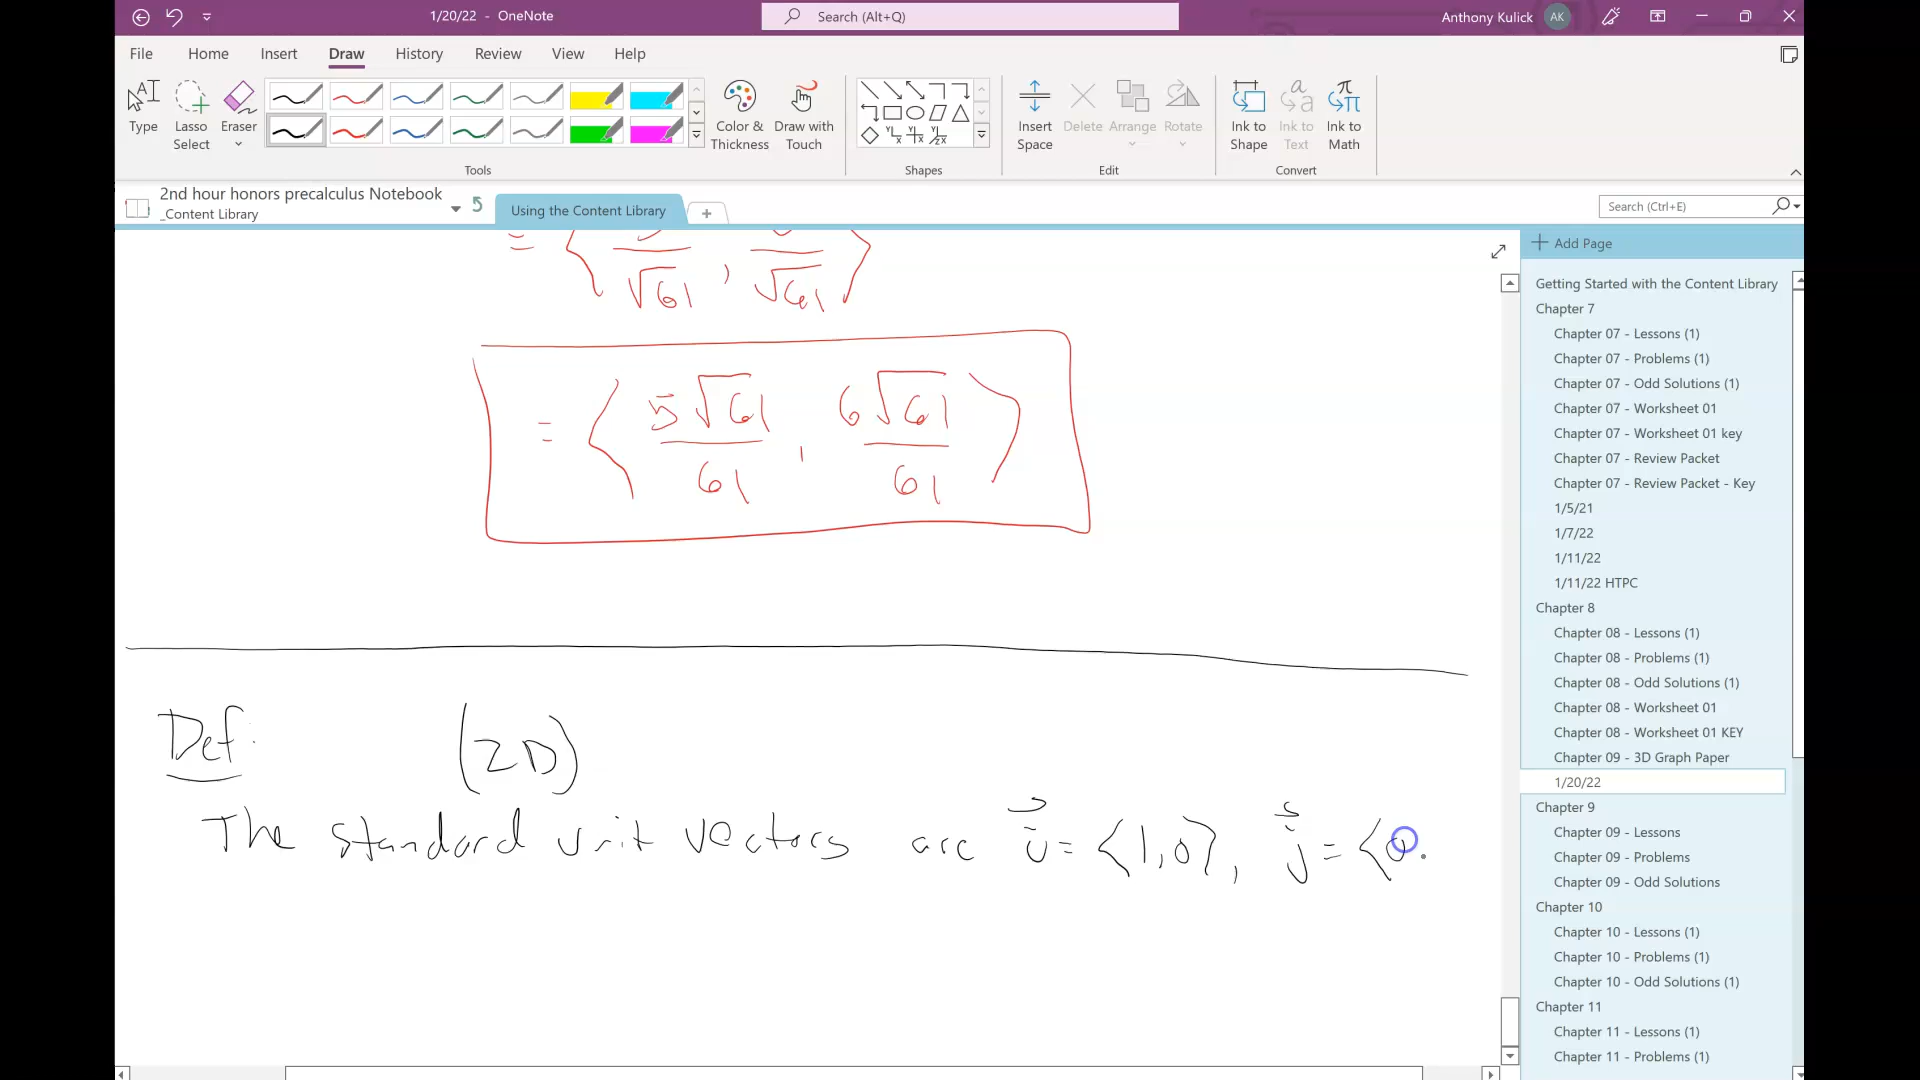 1/20/22 - OneNote
Search (Alt+Q)
Anthony Kulick AK
File Home Insert Draw History Review View Help
Type
Lasso Select
Eraser
Color & Thickness
Draw with Touch
Insert Space
Delete
Arrange
Rotate
Ink to Shape
Ink to Text
Ink to Math
Tools
Shapes
Edit
Convert
2nd hour honors precalculus Notebook
_Content Library
Using the Content Library
Search (Ctrl+E)
Add Page
Getting Started with the Content Library
Chapter 7
Chapter 07 - Lessons (1)
Chapter 07 - Problems (1)
Chapter 07 - Odd Solutions (1)
Chapter 07 - Worksheet 01
Chapter 07 - Worksheet 01 key
Chapter 07 - Review Packet
Chapter 07 - Review Packet - Key
1/5/21
1/7/22
1/11/22
1/11/22 HTPC
Chapter 8
Chapter 08 - Lessons (1)
Chapter 08 - Problems (1)
Chapter 08 - Odd Solutions (1)
Chapter 08 - Worksheet 01
Chapter 08 - Worksheet 01 KEY
Chapter 09 - 3D Graph Paper
1/20/22
Chapter 9
Chapter 09 - Lessons
Chapter 09 - Problems
Chapter 09 - Odd Solutions
Chapter 10
Chapter 10 - Lessons (1)
Chapter 10 - Problems (1)
Chapter 10 - Odd Solutions (1)
Chapter 11
Chapter 11 - Lessons (1)
Chapter 11 - Problems (1)
√61 , √61
= ⟨ 5√61/61 , 6√61/61 ⟩
Def: (2D)
The standard unit vectors are i⃗ = ⟨1,0⟩, j⃗ = ⟨0,